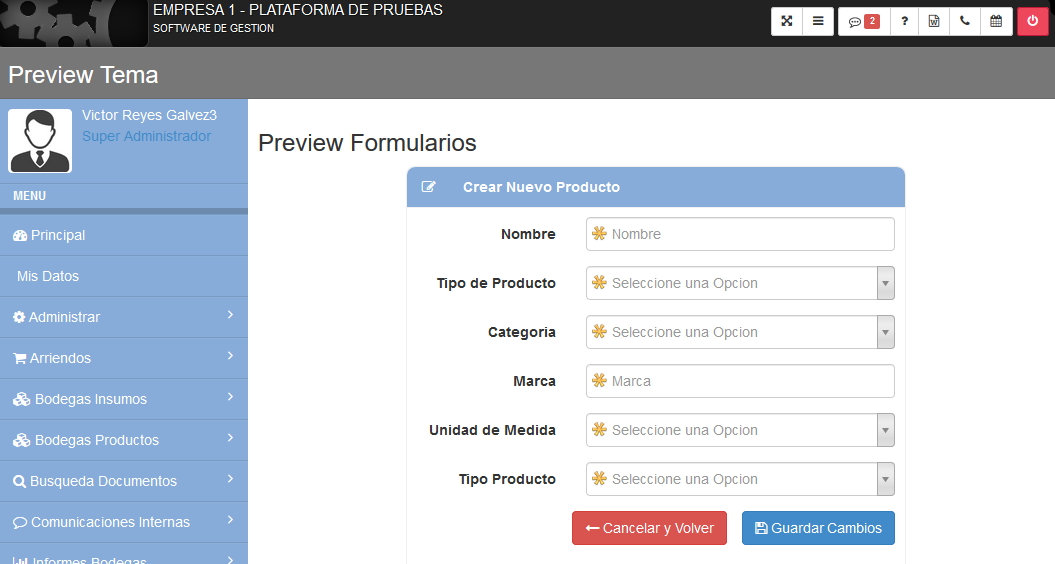 EMPRESA 1 - PLATAFORMA DE PRUEBAS
SOFTWARE DE GESTION
2
?
Preview Tema
Victor Reyes Galvez3
Super Administrador
MENU
Principal
Mis Datos
Administrar
Arriendos
Bodegas Insumos
Bodegas Productos
Busqueda Documentos
Comunicaciones Internas
Informes Bodegas
Preview Formularios
Crear Nuevo Producto
Nombre Nombre
Tipo de Producto Seleccione una Opcion
Categoria Seleccione una Opcion
Marca Marca
Unidad de Medida Seleccione una Opcion
Tipo Producto Seleccione una Opcion
Cancelar y Volver Guardar Cambios